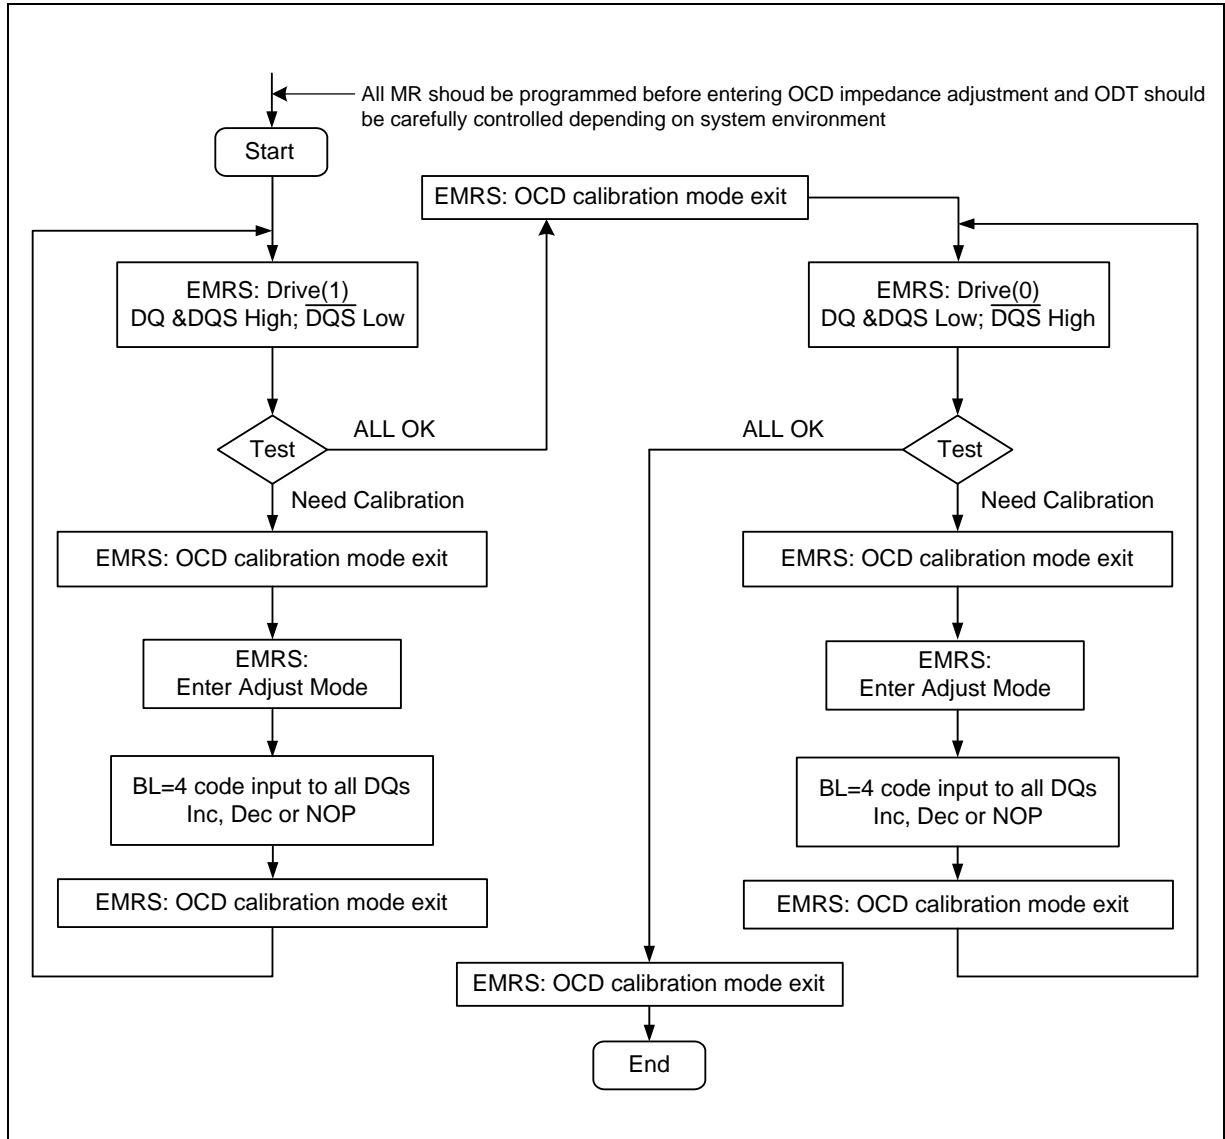 All MR shoud be programmed before entering OCD impedance adjustment and ODT should
be carefully controlled depending on system environment
Start
EMRS: OCD calibration mode exit
EMRS: Drive(1)
DQ &DQS High; D̅Q̅S̅ Low
Test
ALL OK
Need Calibration
EMRS: OCD calibration mode exit
EMRS:
Enter Adjust Mode
BL=4 code input to all DQs
Inc, Dec or NOP
EMRS: OCD calibration mode exit
EMRS: Drive(0)
DQ &DQS Low; D̅Q̅S̅ High
ALL OK
Test
Need Calibration
EMRS: OCD calibration mode exit
EMRS:
Enter Adjust Mode
BL=4 code input to all DQs
Inc, Dec or NOP
EMRS: OCD calibration mode exit
EMRS: OCD calibration mode exit
End